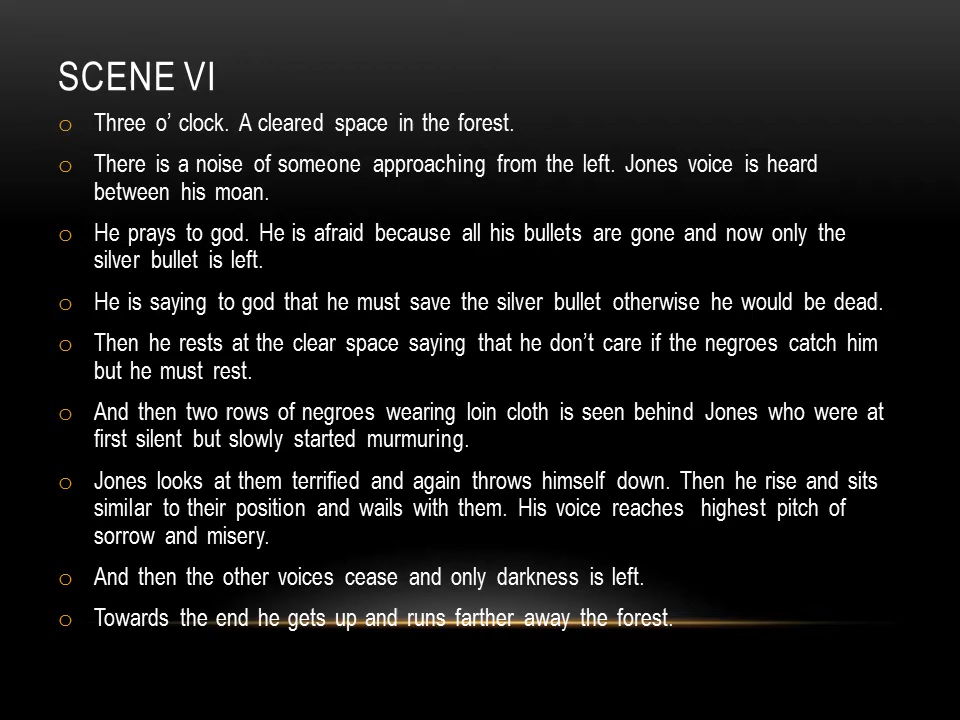 SCENE VI
o Three o’ clock. A cleared space in the forest.
o There is a noise of someone approaching from the left. Jones voice is heard
between his moan.
o He prays to god. He is afraid because all his bullets are gone and now only the
silver bullet is left.
o He is saying to god that he must save the silver bullet otherwise he would be dead.
o Then he rests at the clear space saying that he don’t care if the negroes catch him
but he must rest.
o And then two rows of negroes wearing loin cloth is seen behind Jones who were at
first silent but slowly started murmuring.
o Jones looks at them terrified and again throws himself down. Then he rise and sits
similar to their position and wails with them. His voice reaches highest pitch of
sorrow and misery.
o And then the other voices cease and only darkness is left.
o Towards the end he gets up and runs farther away the forest.